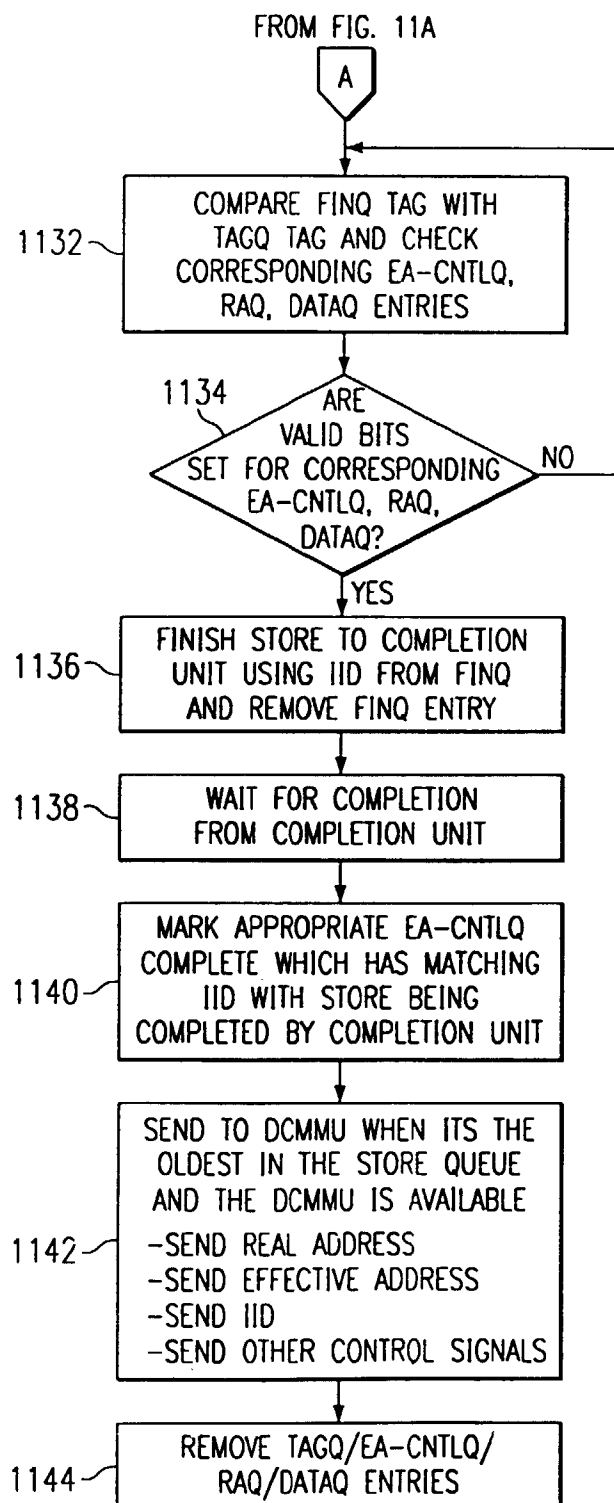 FROM FIG. 11A
A
1132
COMPARE FINQ TAG WITH
TAGQ TAG AND CHECK
CORRESPONDING EA-CNTLQ,
RAQ, DATAQ ENTRIES
1134
ARE
VALID BITS
SET FOR CORRESPONDING
EA-CNTLQ, RAQ,
DATAQ?
NO
YES
1136
FINISH STORE TO COMPLETION
UNIT USING IID FROM FINQ
AND REMOVE FINQ ENTRY
1138
WAIT FOR COMPLETION
FROM COMPLETION UNIT
1140
MARK APPROPRIATE EA-CNTLQ
COMPLETE WHICH HAS MATCHING
IID WITH STORE BEING
COMPLETED BY COMPLETION UNIT
1142
SEND TO DCMMU WHEN ITS THE
OLDEST IN THE STORE QUEUE
AND THE DCMMU IS AVAILABLE
-SEND REAL ADDRESS
-SEND EFFECTIVE ADDRESS
-SEND IID
-SEND OTHER CONTROL SIGNALS
1144
REMOVE TAGQ/EA-CNTLQ/
RAQ/DATAQ ENTRIES